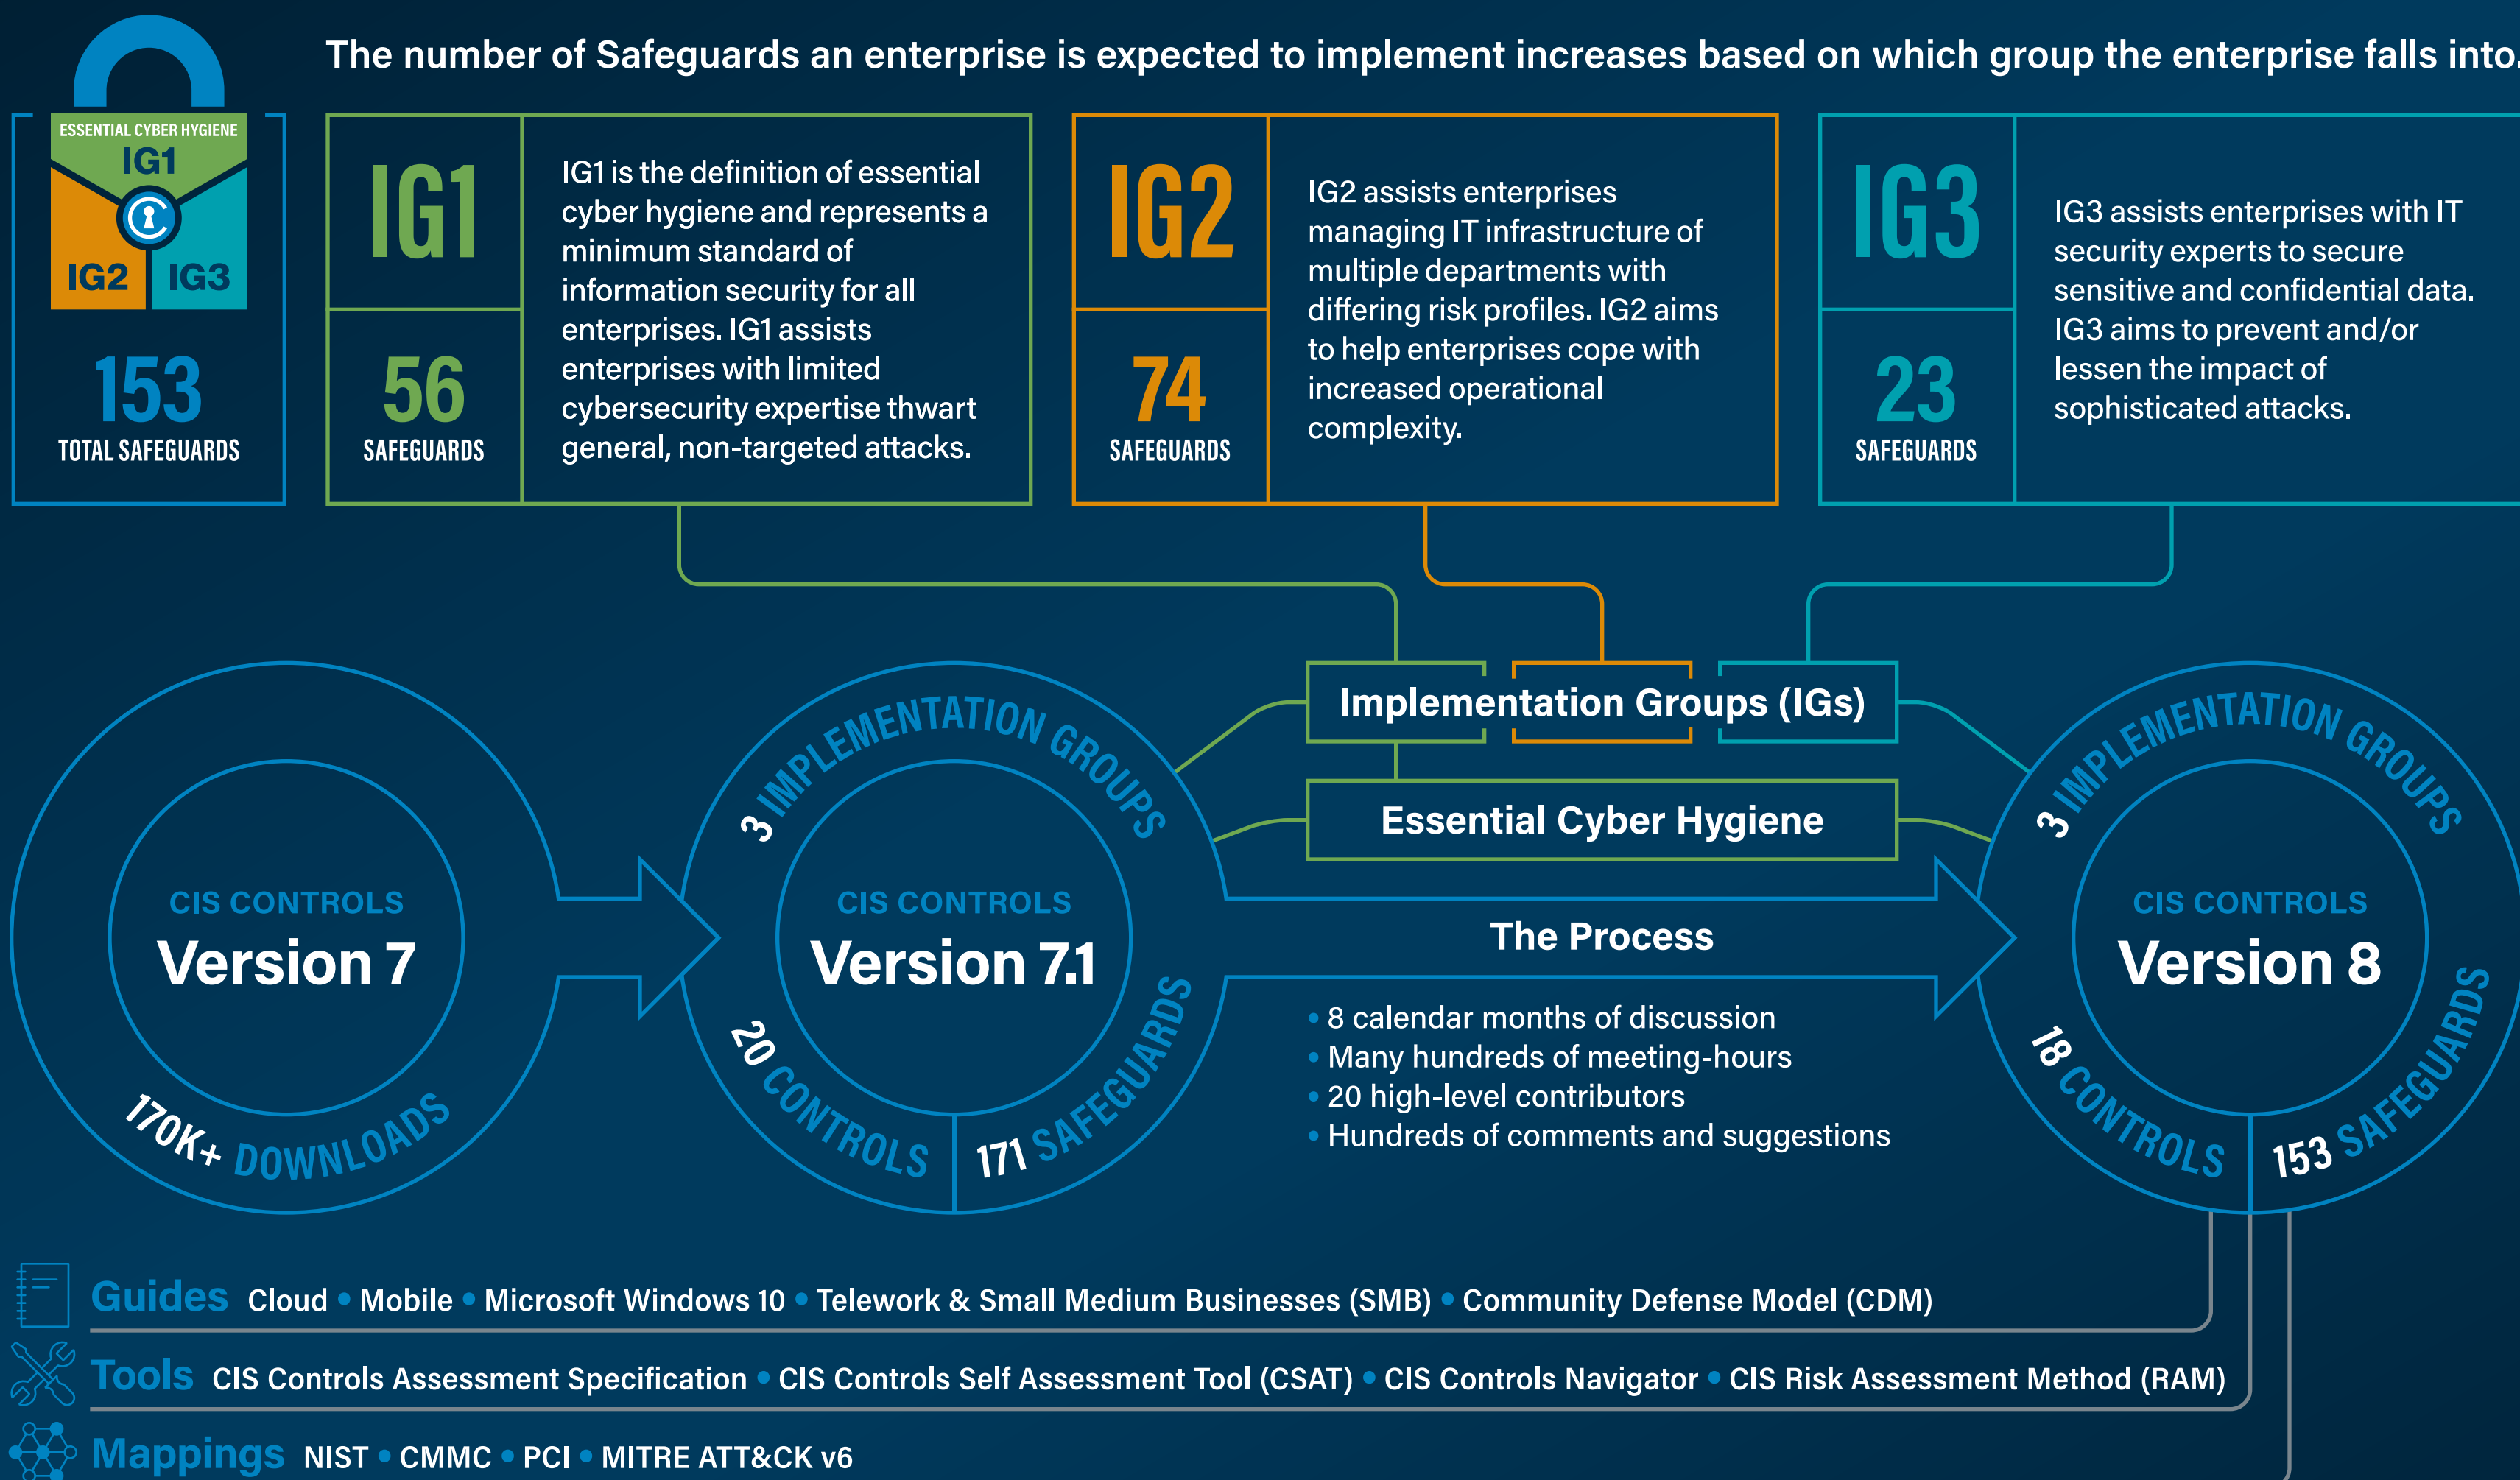 The number of Safeguards an enterprise is expected to implement increases based on which group the enterprise falls into.
ESSENTIAL CYBER HYGIENE
IG1
IG2
IG3
153
TOTAL SAFEGUARDS
IG1
56
SAFEGUARDS
IG1 is the definition of essential
cyber hygiene and represents a
minimum standard of
information security for all
enterprises. IG1 assists
enterprises with limited
cybersecurity expertise thwart
general, non-targeted attacks.
IG2
74
SAFEGUARDS
IG2 assists enterprises
managing IT infrastructure of
multiple departments with
differing risk profiles. IG2 aims
to help enterprises cope with
increased operational
complexity.
IG3
23
SAFEGUARDS
IG3 assists enterprises with IT
security experts to secure
sensitive and confidential data.
IG3 aims to prevent and/or
lessen the impact of
sophisticated attacks.
Implementation Groups (IGs)
Essential Cyber Hygiene
CIS CONTROLS
Version 7
170K+ DOWNLOADS
3 IMPLEMENTATION GROUPS
CIS CONTROLS
Version 7.1
20 CONTROLS
171 SAFEGUARDS
The Process
• 8 calendar months of discussion
• Many hundreds of meeting-hours
• 20 high-level contributors
• Hundreds of comments and suggestions
3 IMPLEMENTATION GROUPS
CIS CONTROLS
Version 8
18 CONTROLS
153 SAFEGUARDS
Guides Cloud • Mobile • Microsoft Windows 10 • Telework & Small Medium Businesses (SMB) • Community Defense Model (CDM)
Tools CIS Controls Assessment Specification • CIS Controls Self Assessment Tool (CSAT) • CIS Controls Navigator • CIS Risk Assessment Method (RAM)
Mappings NIST • CMMC • PCI • MITRE ATT&CK v6